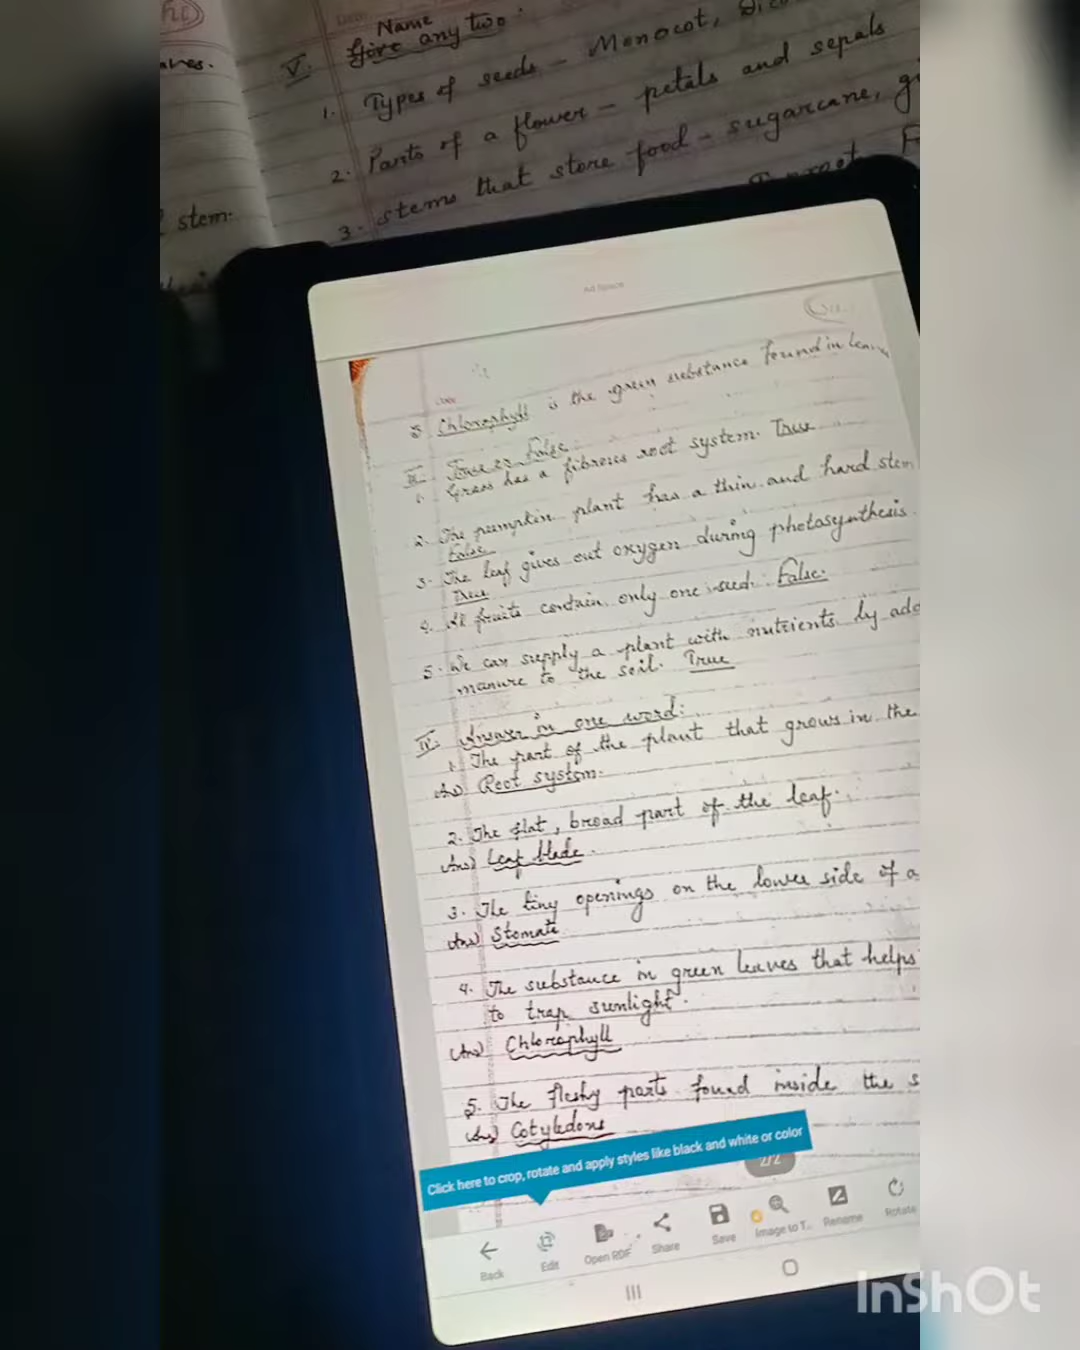 Name
V. Give any two.
1. Types of seeds - Monocot,
2. Parts of a flower - petals and sepals
3. stems that store food - sugarcane,
stem.
Ad Space
5 Chlorophyll is the green substance found in leaves
III. True or False:
1. Grass has a fibrous root system. True
2. The pumpkin plant has a thin and hard stem
False
3. The leaf gives out oxygen during photosynthesis.
True
4. All fruits contain only one seed. False.
5. We can supply a plant with nutrients by
manure to the soil. True
IV. Answer in one word:
1. The part of the plant that grows in the
Ans) Root system.
2. The flat, broad part of the leaf.
Ans) Leaf blade.
3. The tiny openings on the lower side of a
Ans) Stomata
4. The substance in green leaves that helps
to trap sunlight.
Ans) Chlorophyll
5. The fleshy parts found inside the s
Ans) Cotyledons
Click here to crop, rotate and apply styles like black and white or color
2/2
Back Edit Open PDF Share Save Image to T... Rename Rotate
InShOt